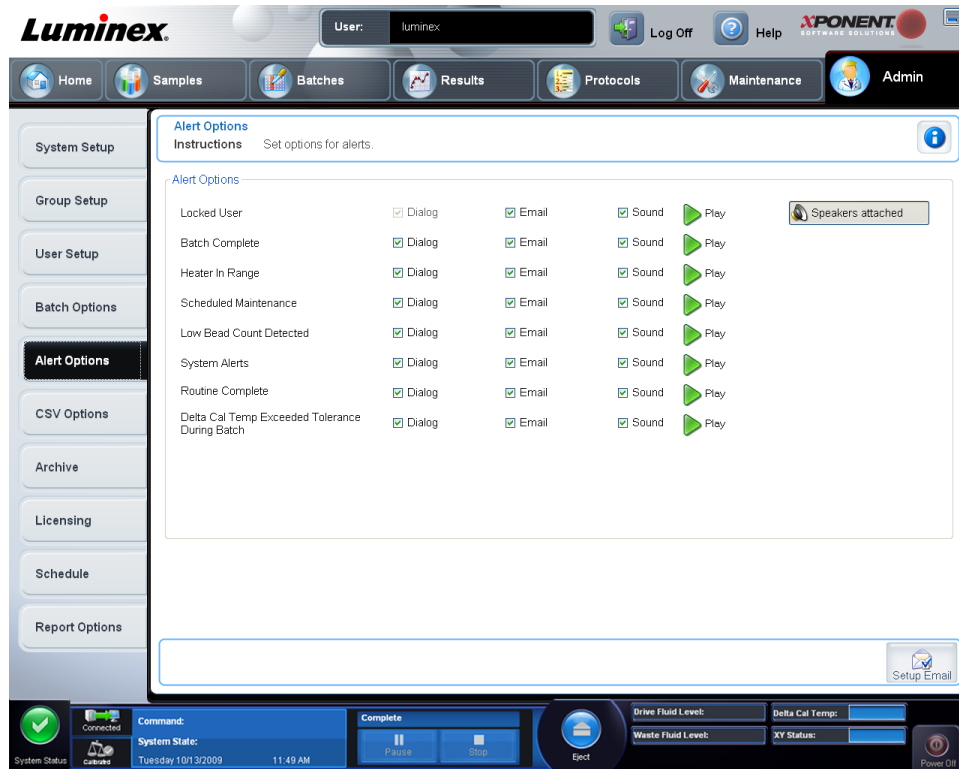 Luminex.
User: luminex
Log Off
Help
XPONENT.
SOFTWARE SOLUTIONS
Home
Samples
Batches
Results
Protocols
Maintenance
Admin
System Setup
Group Setup
User Setup
Batch Options
Alert Options
CSV Options
Archive
Licensing
Schedule
Report Options
Alert Options
Instructions Set options for alerts.
Alert Options
Locked User Dialog Email Sound Play Speakers attached
Batch Complete Dialog Email Sound Play
Heater In Range Dialog Email Sound Play
Scheduled Maintenance Dialog Email Sound Play
Low Bead Count Detected Dialog Email Sound Play
System Alerts Dialog Email Sound Play
Routine Complete Dialog Email Sound Play
Delta Cal Temp Exceeded Tolerance
During Batch Dialog Email Sound Play
Setup Email
System Status
Connected
Calibrated
Command:
System State:
Tuesday 10/13/2009 11:49 AM
Complete
Pause
Stop
Eject
Drive Fluid Level:
Waste Fluid Level:
Delta Cal Temp:
XY Status:
Power Off